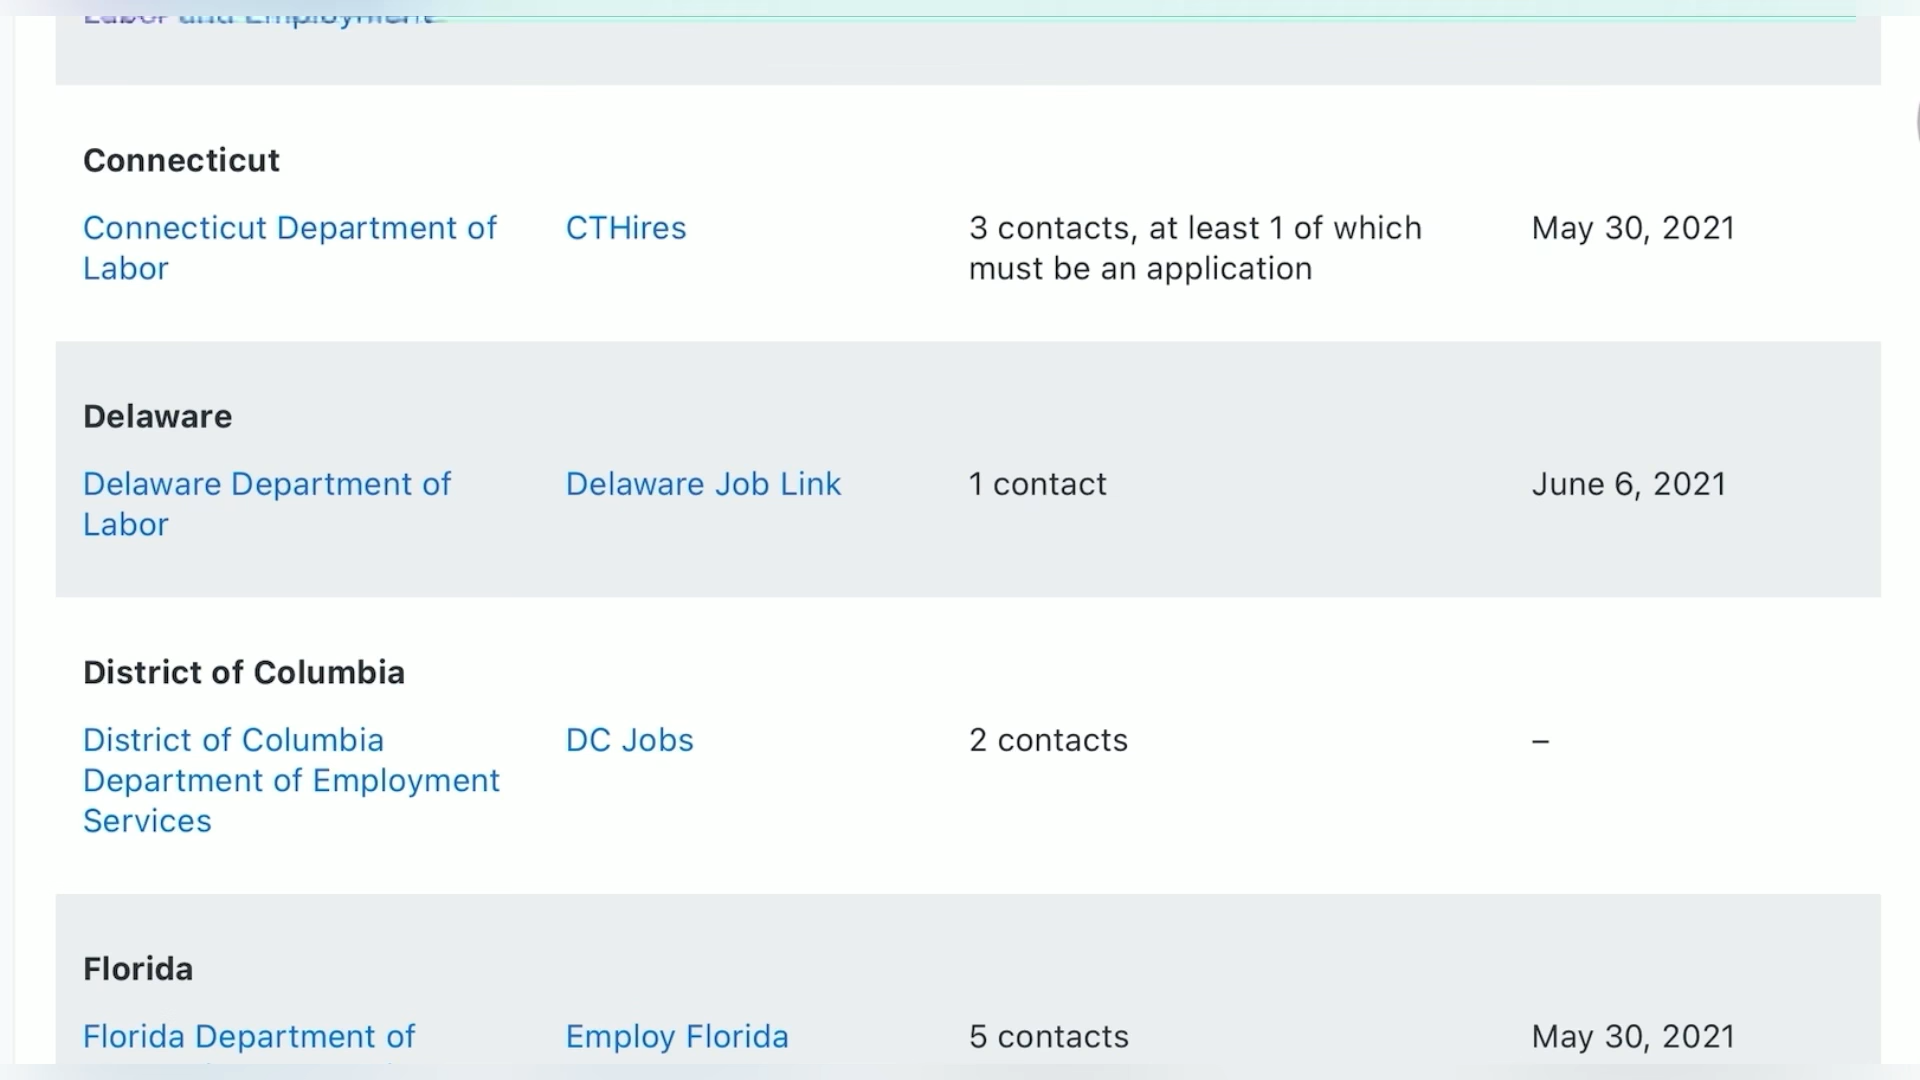 Labor and Employment
Connecticut
Connecticut Department of
Labor
CTHires
3 contacts, at least 1 of which
must be an application
May 30, 2021
Delaware
Delaware Department of
Labor
Delaware Job Link
1 contact
June 6, 2021
District of Columbia
District of Columbia
Department of Employment
Services
DC Jobs
2 contacts
–
Florida
Florida Department of
Employ Florida
5 contacts
May 30, 2021